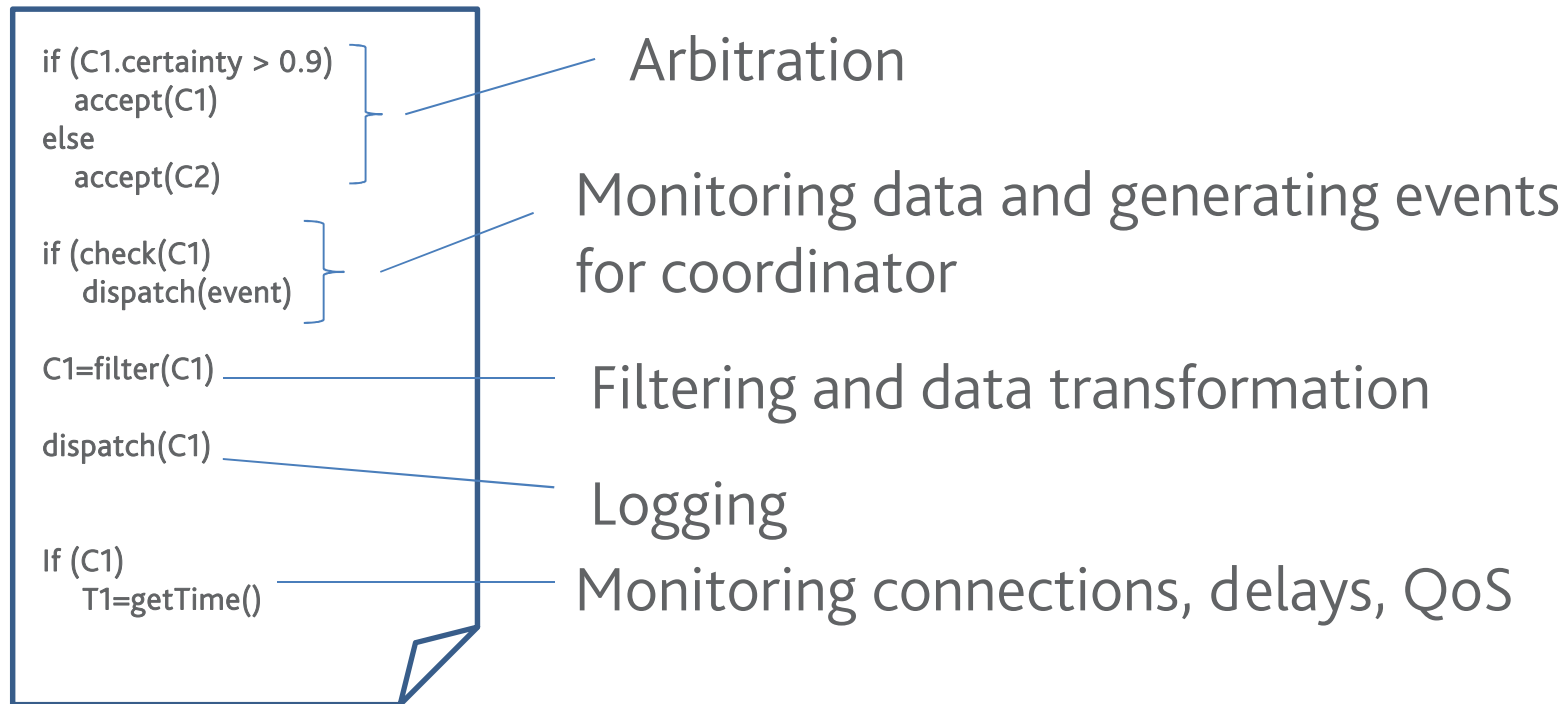 if (C1.certainty > 0.9)
accept(C1)
else
accept(C2)
if (check(C1)
dispatch(event)
C1=filter(C1)
dispatch(C1)
If (C1)
T1=getTime()
Arbitration
Monitoring data and generating events
for coordinator
Filtering and data transformation
Logging
Monitoring connections, delays, QoS